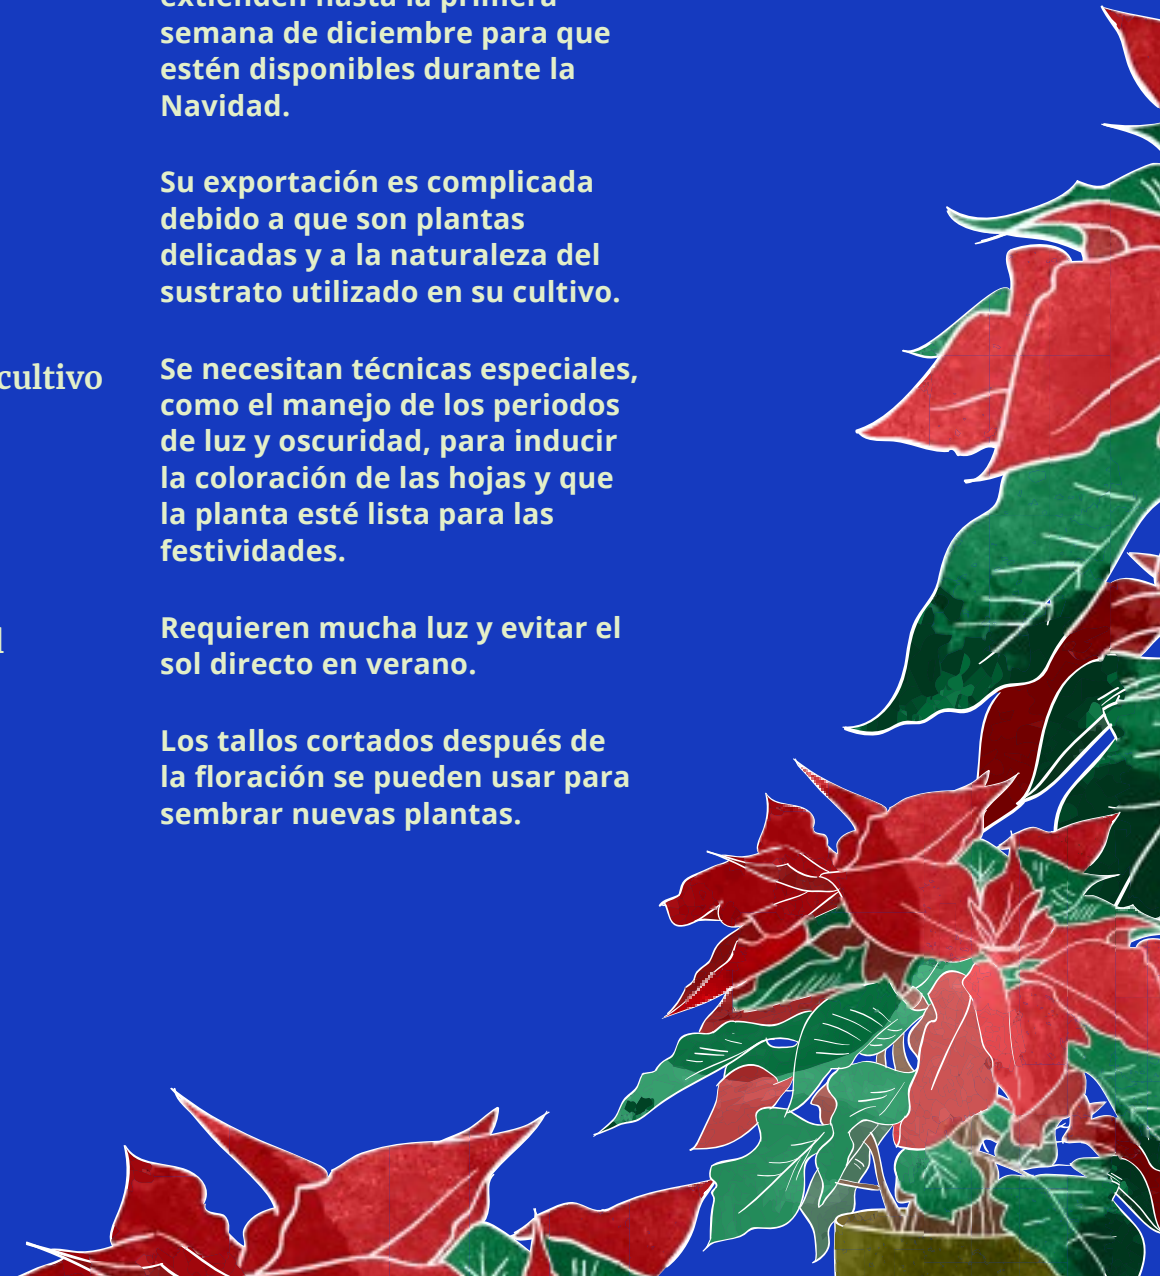 extienden hasta la primera
semana de diciembre para que
estén disponibles durante la
Navidad.
Su exportación es complicada
debido a que son plantas
delicadas y a la naturaleza del
sustrato utilizado en su cultivo.
cultivo
Se necesitan técnicas especiales,
como el manejo de los periodos
de luz y oscuridad, para inducir
la coloración de las hojas y que
la planta esté lista para las
festividades.
Requieren mucha luz y evitar el
sol directo en verano.
Los tallos cortados después de
la floración se pueden usar para
sembrar nuevas plantas.